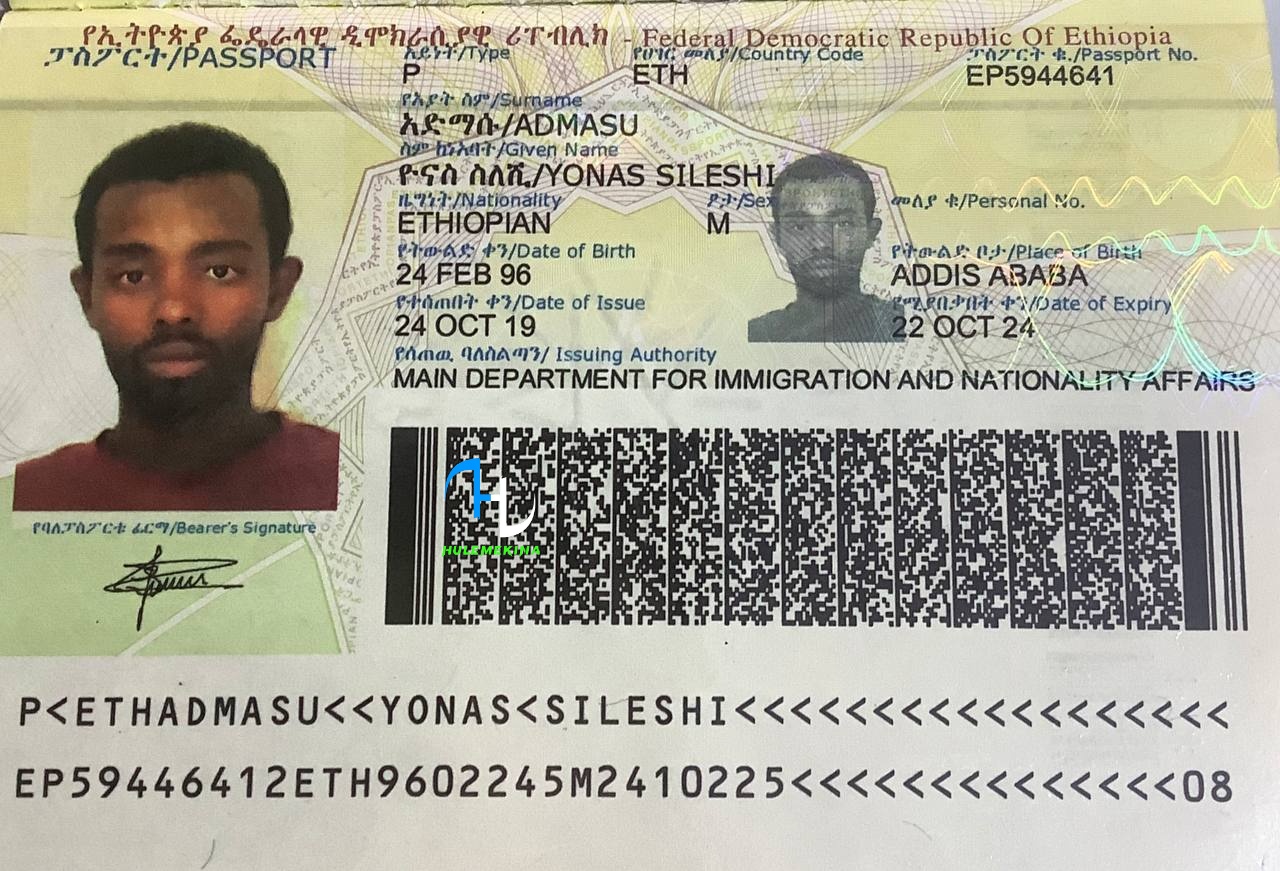 የኢትዮጵያ ፌዴራላዊ ዲሞክራሲያዊ ሪፐብሊክ - Federal Democratic Republic Of Ethiopia
ፓስፖርት/PASSPORT
ዓይነት/Type
የሀገር መለያ/Country Code
ፓስፖርት ቁ./Passport No.
P
ETH
EP5944641
የአያት ስም/Surname
አድማሱ/ADMASU
ስም ከነአባት/Given Name
ዮናስ ስለሺ/YONAS SILESHI
ዜግነት/Nationality
ፆታ/Sex
መለያ ቁ/Personal No.
ETHIOPIAN
M
የትውልድ ቀን/Date of Birth
የትውልድ ቦታ/Place of Birth
24 FEB 96
ADDIS ABABA
የተሰጠበት ቀን/Date of Issue
የሚያበቃበት ቀን/Date of Expiry
24 OCT 19
22 OCT 24
የሰጠዉ ባለስልጣን/ Issuing Authority
MAIN DEPARTMENT FOR IMMIGRATION AND NATIONALITY AFFAIRS
HULEMEKINA
የባለፓስፖርቱ ፊርማ/Bearer's Signature
P<ETHADMASU<<YONAS<SILESHI<<<<<<<<<<<<<<<<<<
EP59446412ETH9602245M2410225<<<<<<<<<<<<<<08